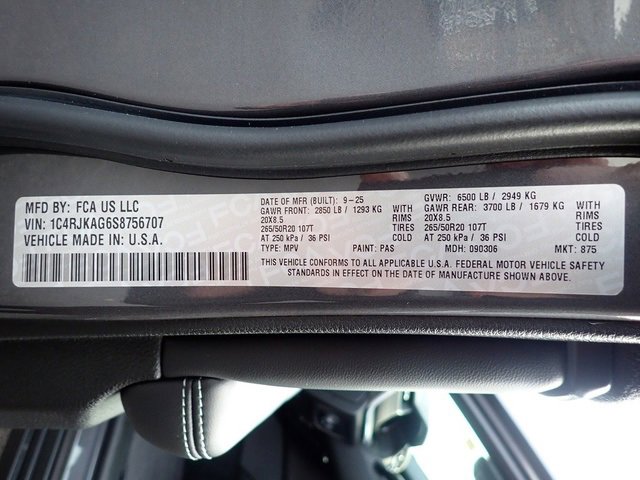 MFD BY: FCA US LLC
VIN: 1C4RJKAG6S8756707
VEHICLE MADE IN U.S.A.
DATE OF MFR (BUILT): 9-25
GAWR FRONT: 2850 LB / 1293 KG WITH
20X8.5 RIMS
265/50R20 107T TIRES
AT 250 kPa / 36 PSI COLD
GVWR: 6500 LB / 2949 KG
GAWR REAR: 3700 LB / 1679 KG WITH
20X8.5 RIMS
265/50R20 107T TIRES
AT 250 kPa / 36 PSI COLD
TYPE: MPV PAINT: PAS MDH: 090306 MKT: 875
THIS VEHICLE CONFORMS TO ALL APPLICABLE U.S.A. FEDERAL MOTOR VEHICLE SAFETY
STANDARDS IN EFFECT ON THE DATE OF MANUFACTURE SHOWN ABOVE.